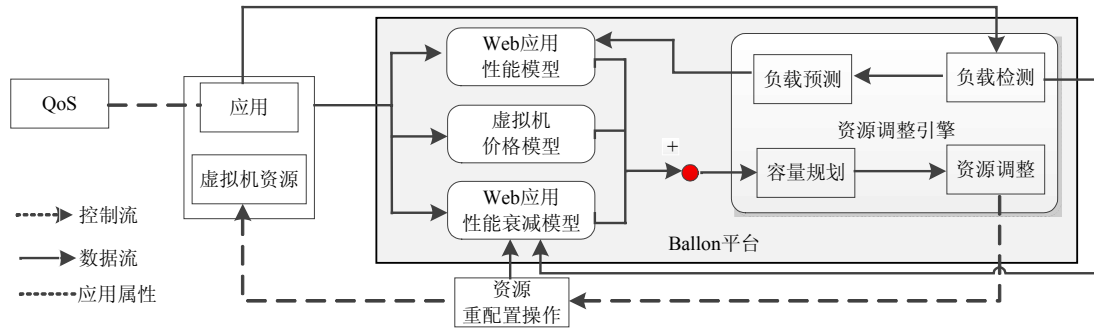 QoS
应用
虚拟机资源
控制流
数据流
应用属性
Web应用
性能模型
虚拟机
价格模型
Web应用
性能衰减模型
+
负载预测
负载检测
资源调整引擎
容量规划
资源调整
Ballon平台
资源
重配置操作